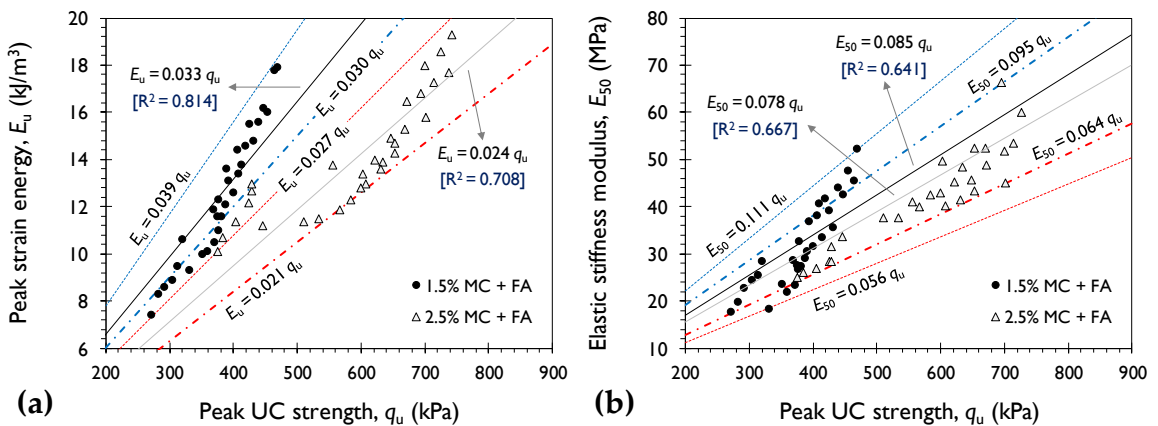 Peak strain energy, Eu (kJ/m³)
20
18
16
14
12
10
8
6
200 300 400 500 600 700 800 900
Peak UC strength, qu (kPa)
(a)
Eu = 0.033 qu
[R² = 0.814]
Eu = 0.030 qu
Eu = 0.027 qu
Eu = 0.039 qu
Eu = 0.024 qu
[R² = 0.708]
Eu = 0.021 qu
1.5% MC + FA
2.5% MC + FA
Elastic stiffness modulus, E50 (MPa)
80
70
60
50
40
30
20
10
200 300 400 500 600 700 800 900
Peak UC strength, qu (kPa)
(b)
E50 = 0.085 qu
[R² = 0.641]
E50 = 0.095 qu
E50 = 0.078 qu
[R² = 0.667]
E50 = 0.064 qu
E50 = 0.111 qu
E50 = 0.056 qu
1.5% MC + FA
2.5% MC + FA